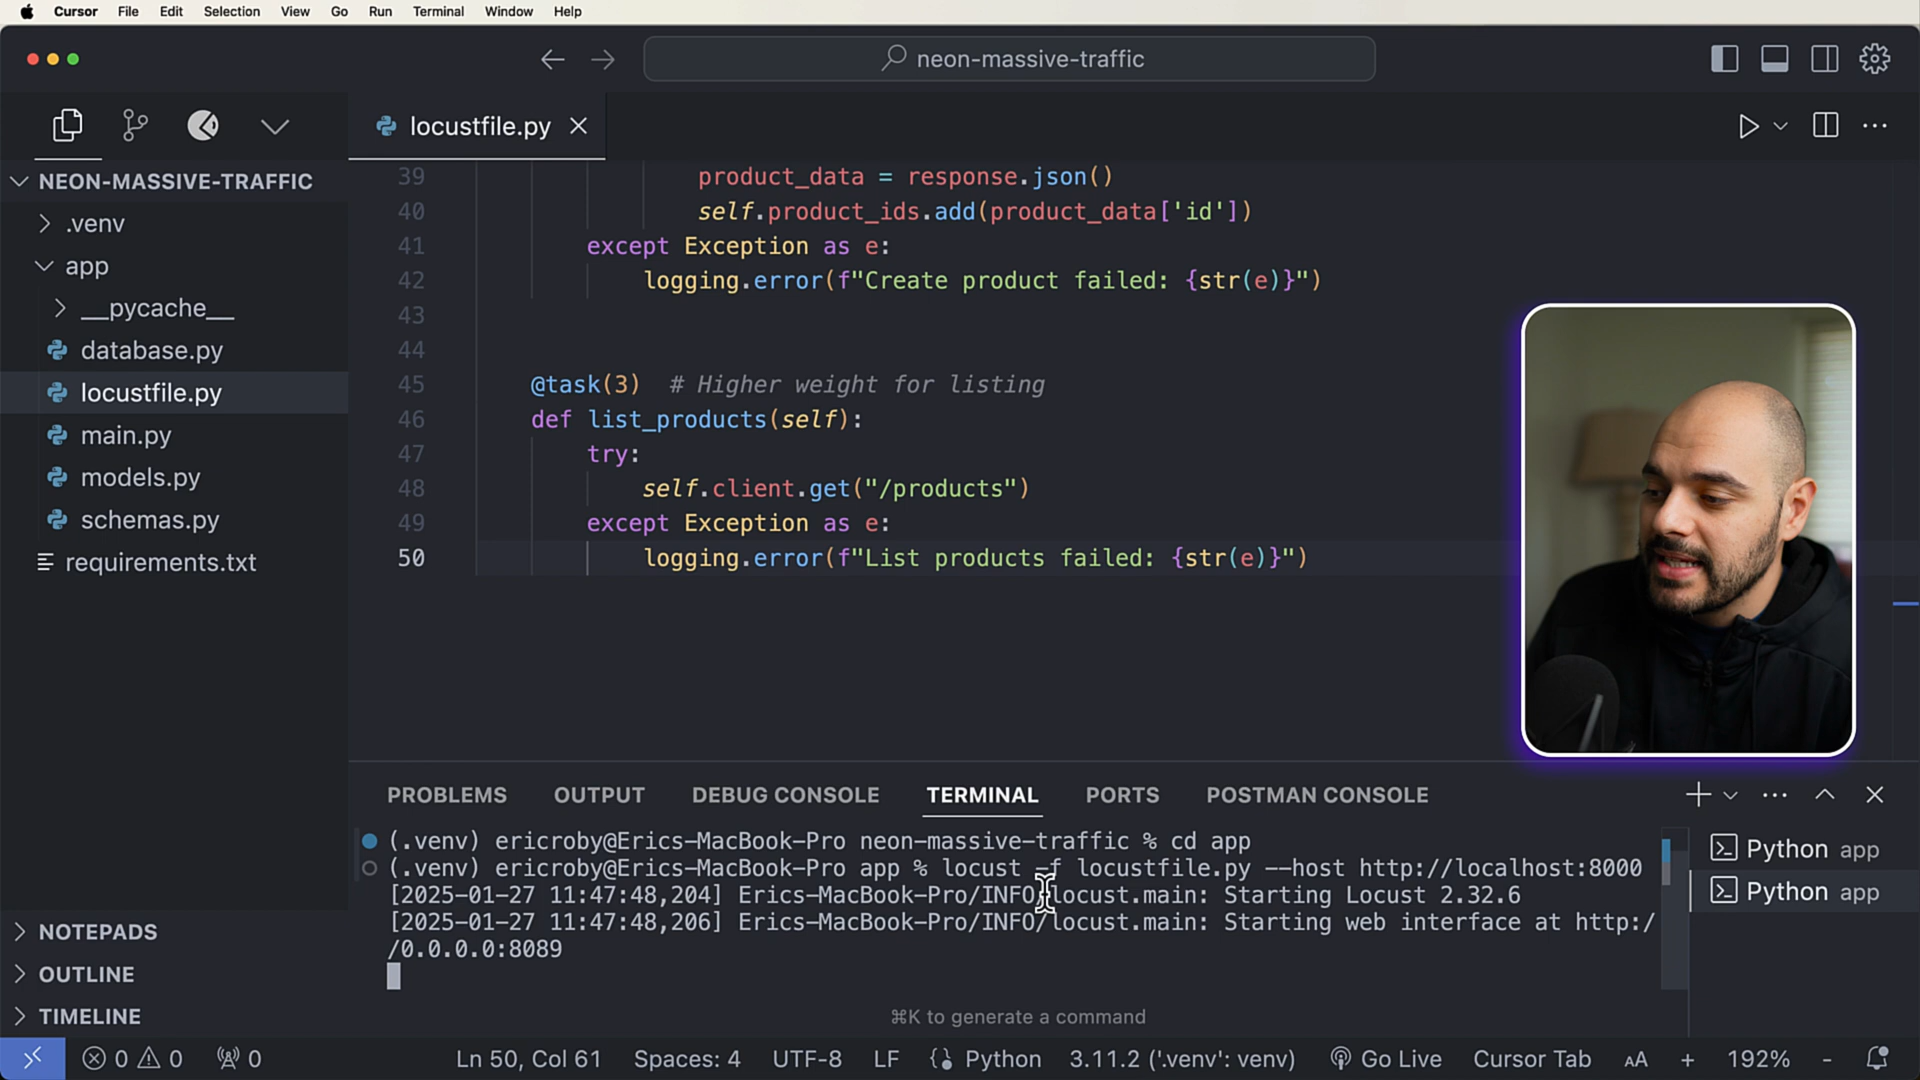 Cursor File Edit Selection View Go Run Terminal Window Help
neon-massive-traffic
locustfile.py
NEON-MASSIVE-TRAFFIC
.venv
app
__pycache__
database.py
locustfile.py
main.py
models.py
schemas.py
requirements.txt
NOTEPADS
OUTLINE
TIMELINE
39 product_data = response.json()
40 self.product_ids.add(product_data['id'])
41 except Exception as e:
42 logging.error(f"Create product failed: {str(e)}")
43
44
45 @task(3) # Higher weight for listing
46 def list_products(self):
47 try:
48 self.client.get("/products")
49 except Exception as e:
50 logging.error(f"List products failed: {str(e)}")
PROBLEMS OUTPUT DEBUG CONSOLE TERMINAL PORTS POSTMAN CONSOLE
(.venv) ericroby@Erics-MacBook-Pro neon-massive-traffic % cd app
(.venv) ericroby@Erics-MacBook-Pro app % locust -f locustfile.py --host http://localhost:8000
[2025-01-27 11:47:48,204] Erics-MacBook-Pro/INFO/locust.main: Starting Locust 2.32.6
[2025-01-27 11:47:48,206] Erics-MacBook-Pro/INFO/locust.main: Starting web interface at http:/
/0.0.0.0:8089
Python app
Python app
⌘K to generate a command
0 0 0 Ln 50, Col 61 Spaces: 4 UTF-8 LF Python 3.11.2 ('.venv': venv) Go Live Cursor Tab AA + 192% -